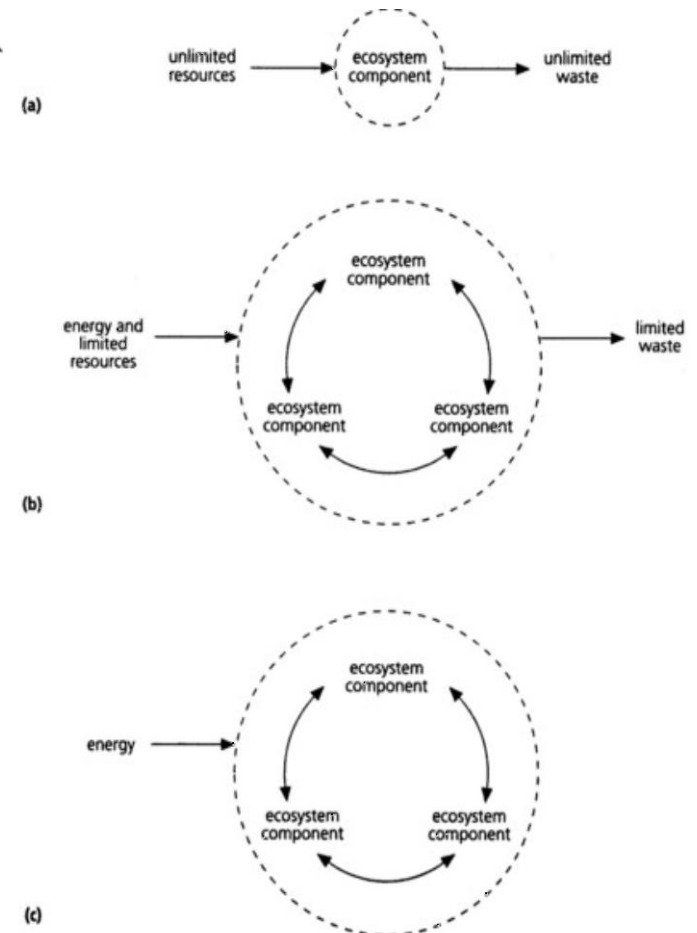 unlimited
resources
ecosystem
component
unlimited
waste
(a)
ecosystem
component
energy and
limited
resources
limited
waste
ecosystem
component
ecosystem
component
(b)
ecosystem
component
energy
ecosystem
component
ecosystem
component
(c)